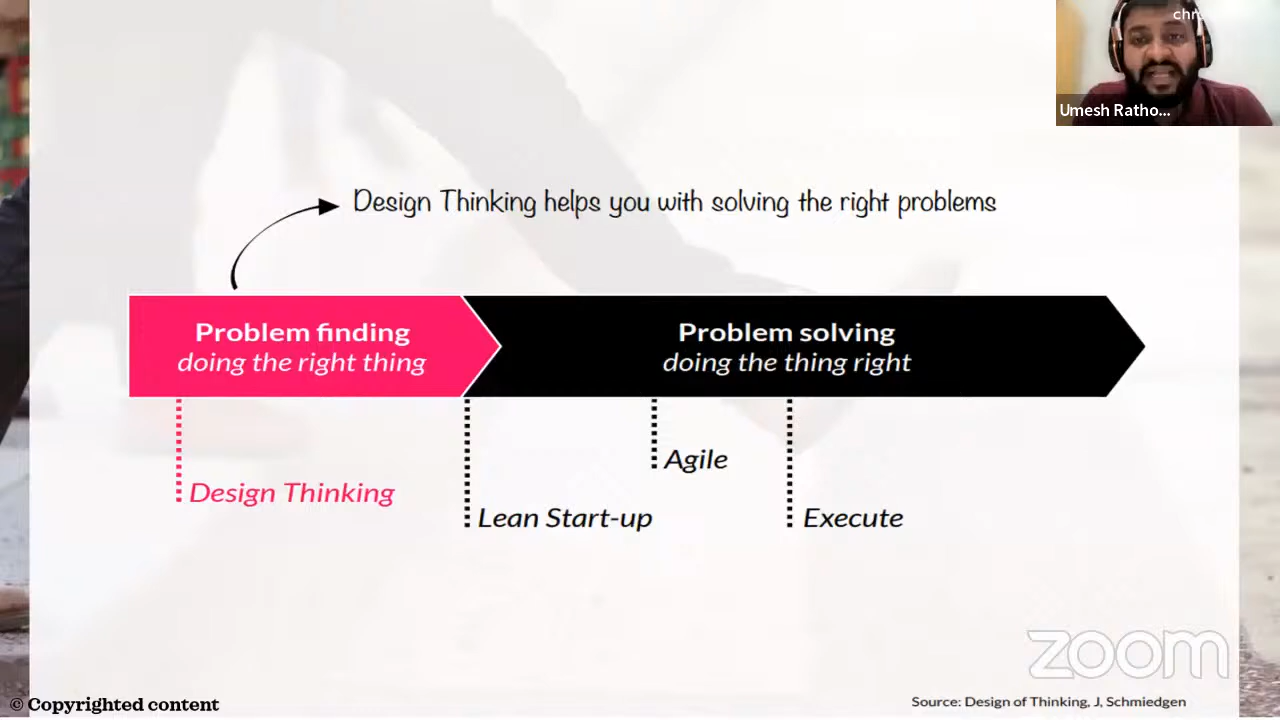 chr
Umesh Ratho...
Design Thinking helps you with solving the right problems
Problem finding
doing the right thing
Problem solving
doing the thing right
Agile
Design Thinking
Lean Start-up
Execute
zoom
Source: Design of Thinking, J, Schmiedgen
© Copyrighted content